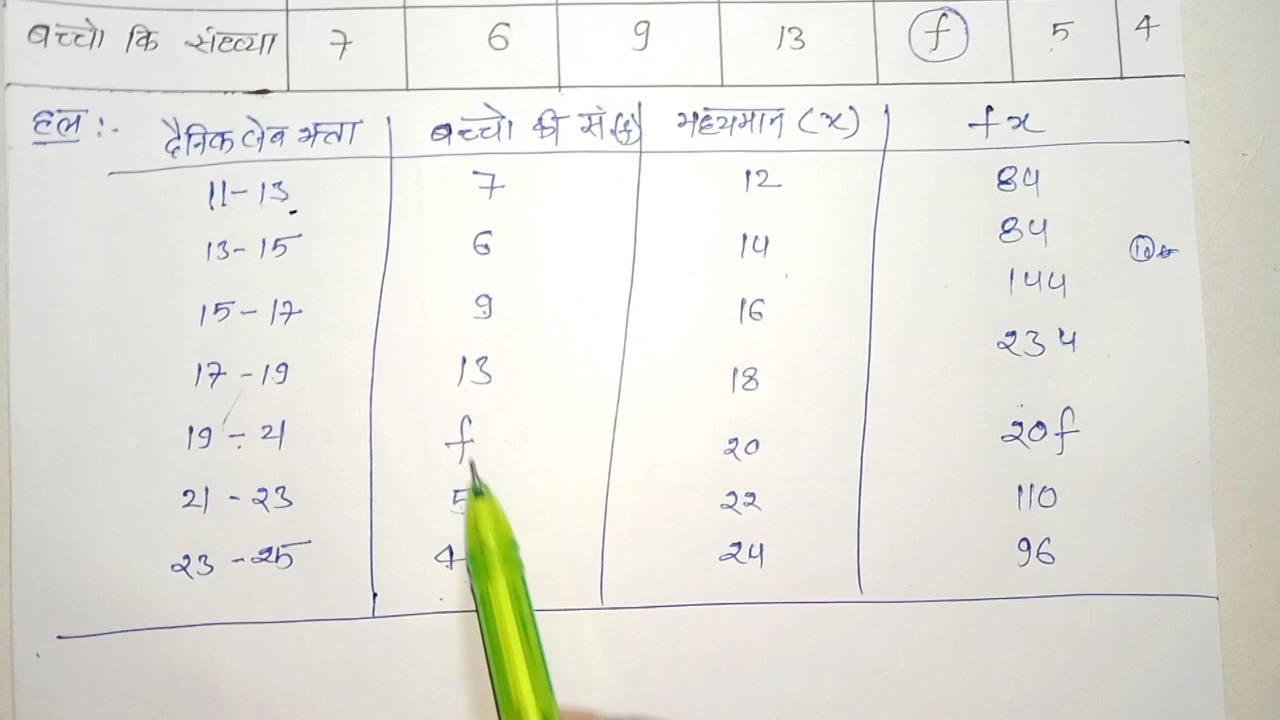 बच्चो कि संख्या 7 6 9 13 f 5 4
हल :- दैनिक जेब भत्ता बच्चो की सं(f) मध्यमान (x) fx
11-13 7 12 84
13-15 6 14 84
15-17 9 16 144
17-19 13 18 234
19-21 f 20 20f
21-23 5 22 110
23-25 4 24 96